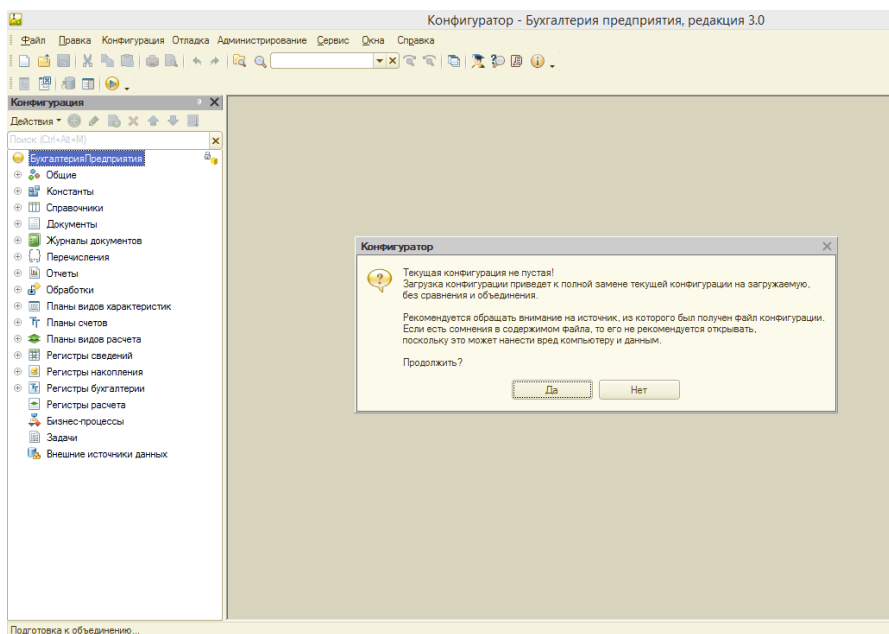 Конфигуратор - Бухгалтерия предприятия, редакция 3.0
Файл Правка Конфигурация Отладка Администрирование Сервис Окна Справка
Конфигурация
Действия
Поиск (Ctrl+Alt+M)
БухгалтерияПредприятия
Общие
Константы
Справочники
Документы
Журналы документов
Перечисления
Отчеты
Обработки
Планы видов характеристик
Планы счетов
Планы видов расчета
Регистры сведений
Регистры накопления
Регистры бухгалтерии
Регистры расчета
Бизнес-процессы
Задачи
Внешние источники данных
Конфигуратор
Текущая конфигурация не пустая!
Загрузка конфигурации приведет к полной замене текущей конфигурации на загружаемую,
без сравнения и объединения.
Рекомендуется обращать внимание на источник, из которого был получен файл конфигурации.
Если есть сомнения в содержимом файла, то его не рекомендуется открывать,
поскольку это может нанести вред компьютеру и данным.
Продолжить?
Да Нет
Подготовка к объединению...